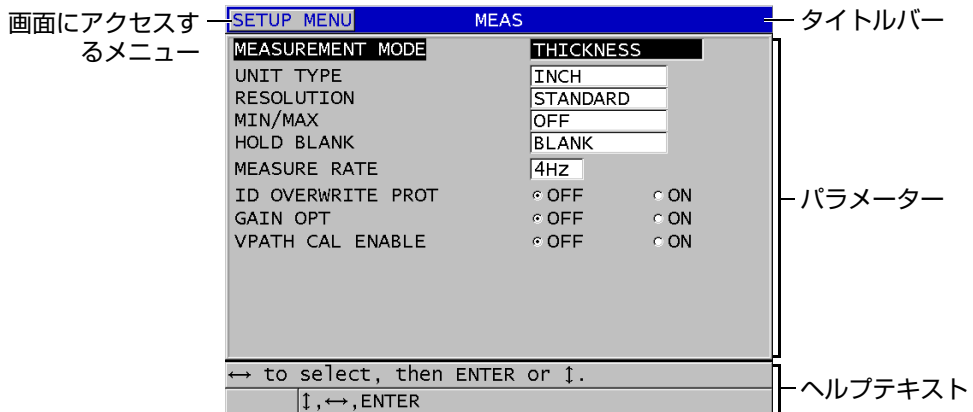 画面にアクセスす
るメニュー
SETUP MENU MEAS
タイトルバー
MEASUREMENT MODE THICKNESS
UNIT TYPE INCH
RESOLUTION STANDARD
MIN/MAX OFF
HOLD BLANK BLANK
MEASURE RATE 4Hz
ID OVERWRITE PROT OFF ON
GAIN OPT OFF ON
VPATH CAL ENABLE OFF ON
パラメーター
↔ to select, then ENTER or ↕.
↕,↔,ENTER
ヘルプテキスト